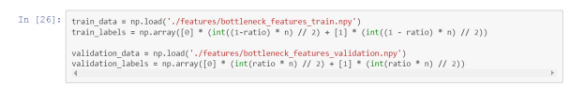 In [26]:
train_data = np.load('./features/bottleneck_features_train.npy')
train_labels = np.array([0] * (int((1-ratio) * n) // 2) + [1] * (int((1 - ratio) * n) // 2))
validation_data = np.load('./features/bottleneck_features_validation.npy')
validation_labels = np.array([0] * (int(ratio * n) // 2) + [1] * (int(ratio * n) // 2))